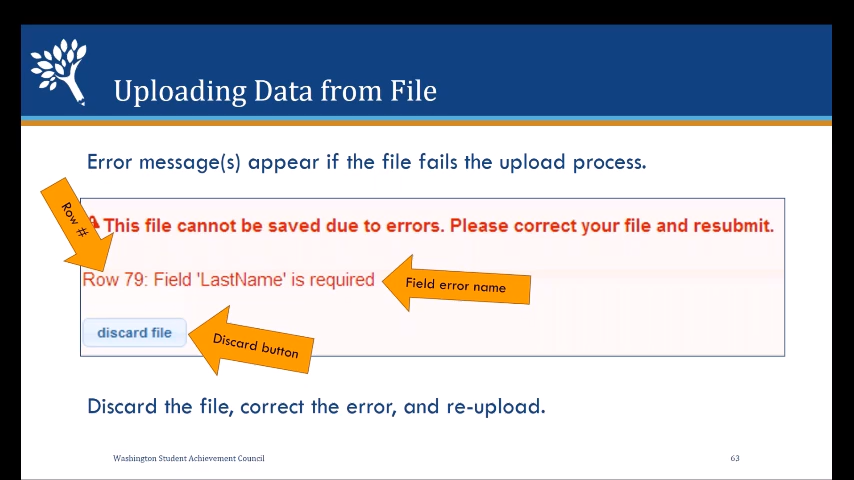 Uploading Data from File
Error message(s) appear if the file fails the upload process.
Row #
This file cannot be saved due to errors. Please correct your file and resubmit.
Row 79: Field 'LastName' is required
Field error name
discard file
Discard button
Discard the file, correct the error, and re-upload.
Washington Student Achievement Council
63